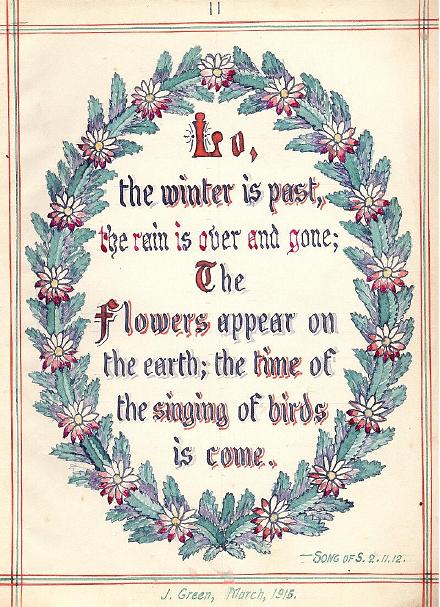 11
Lo,
the winter is past,
the rain is over and gone;
The
Flowers appear on
the earth; the time of
the singing of birds
is come.
— SONG OF S. 2. 11. 12.
J. Green, March, 1915.